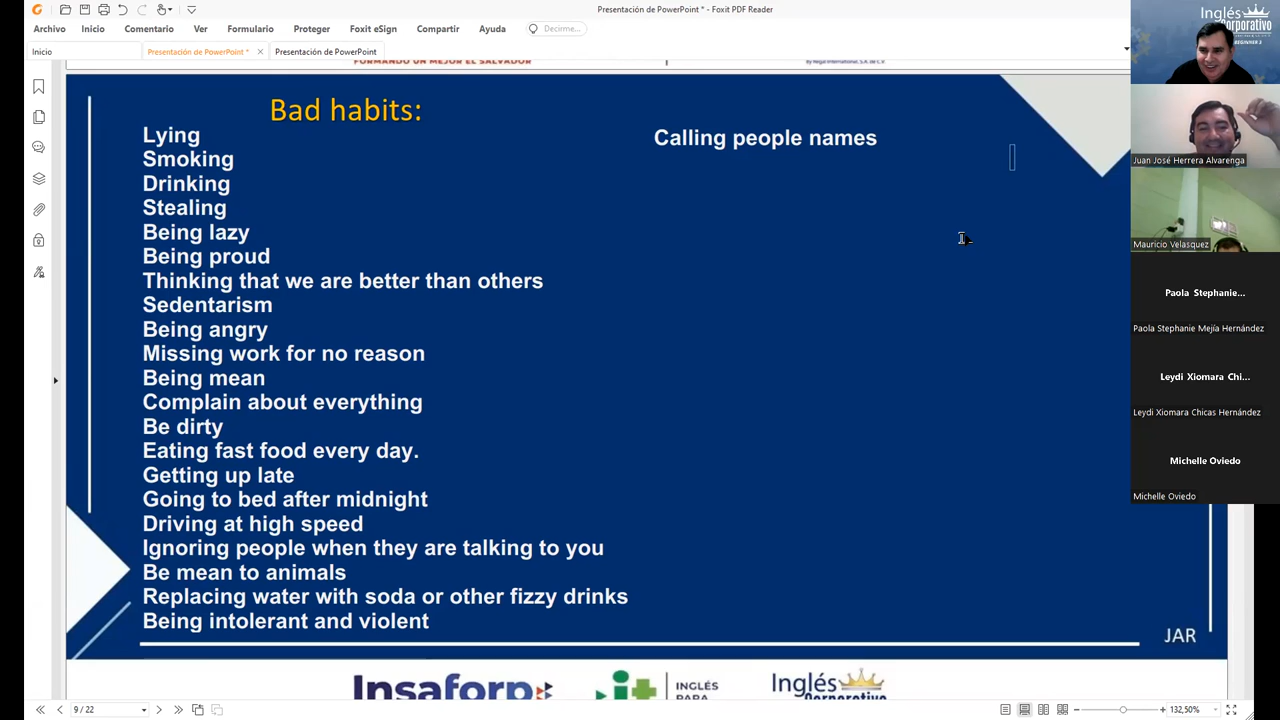 Presentación de PowerPoint * - Foxit PDF Reader
Archivo Inicio Comentario Ver Formulario Proteger Foxit eSign Compartir Ayuda Decirme...
Inicio Presentación de PowerPoint * Presentación de PowerPoint
FORMANDO UN MEJOR EL SALVADOR
Bad habits:
Lying
Smoking
Drinking
Stealing
Being lazy
Being proud
Thinking that we are better than others
Sedentarism
Being angry
Missing work for no reason
Being mean
Complain about everything
Be dirty
Eating fast food every day.
Getting up late
Going to bed after midnight
Driving at high speed
Ignoring people when they are talking to you
Be mean to animals
Replacing water with soda or other fizzy drinks
Being intolerant and violent
Calling people names
JAR
Insaforp
INGLÉS
PARA
Inglés
Corporativo
9 / 22
132,50%
Inglés
Corporativo
BEGINNER 2
Juan José Herrera Alvarenga
Mauricio Velasquez
Paola Stephanie...
Paola Stephanie Mejía Hernández
Leydi Xiomara Chi...
Leydi Xiomara Chicas Hernández
Michelle Oviedo
Michelle Oviedo